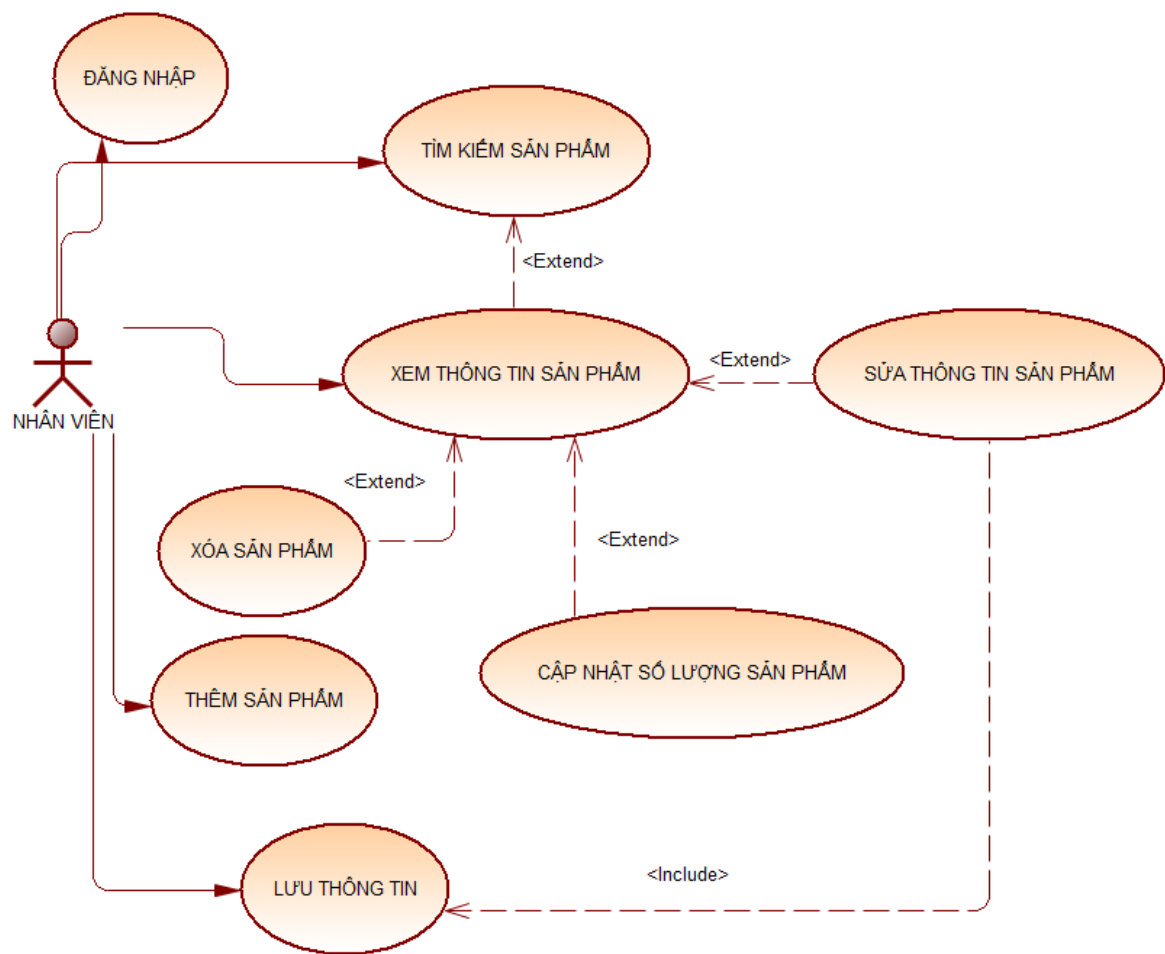 ĐĂNG NHẬP
TÌM KIẾM SẢN PHẨM
<Extend>
XEM THÔNG TIN SẢN PHẨM
<Extend>
SỬA THÔNG TIN SẢN PHẨM
NHÂN VIÊN
<Extend>
XÓA SẢN PHẨM
<Extend>
CẬP NHẬT SỐ LƯỢNG SẢN PHẨM
THÊM SẢN PHẨM
LƯU THÔNG TIN
<Include>